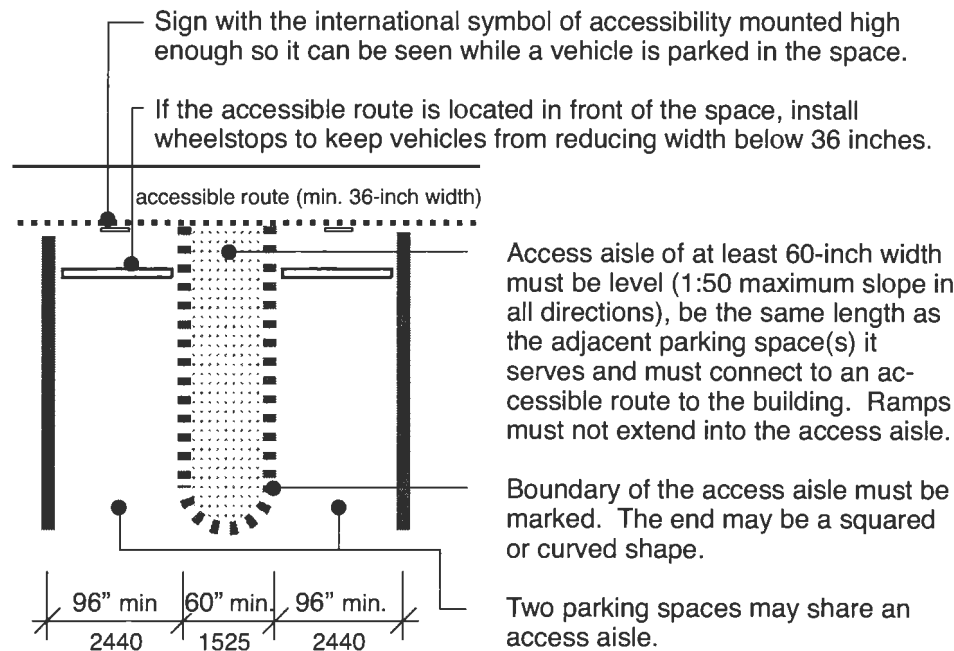 Sign with the international symbol of accessibility mounted high
enough so it can be seen while a vehicle is parked in the space.
If the accessible route is located in front of the space, install
wheelstops to keep vehicles from reducing width below 36 inches.
accessible route (min. 36-inch width)
Access aisle of at least 60-inch width
must be level (1:50 maximum slope in
all directions), be the same length as
the adjacent parking space(s) it
serves and must connect to an ac-
cessible route to the building. Ramps
must not extend into the access aisle.
Boundary of the access aisle must be
marked. The end may be a squared
or curved shape.
Two parking spaces may share an
access aisle.
96” min 60” min. 96” min.
2440 1525 2440